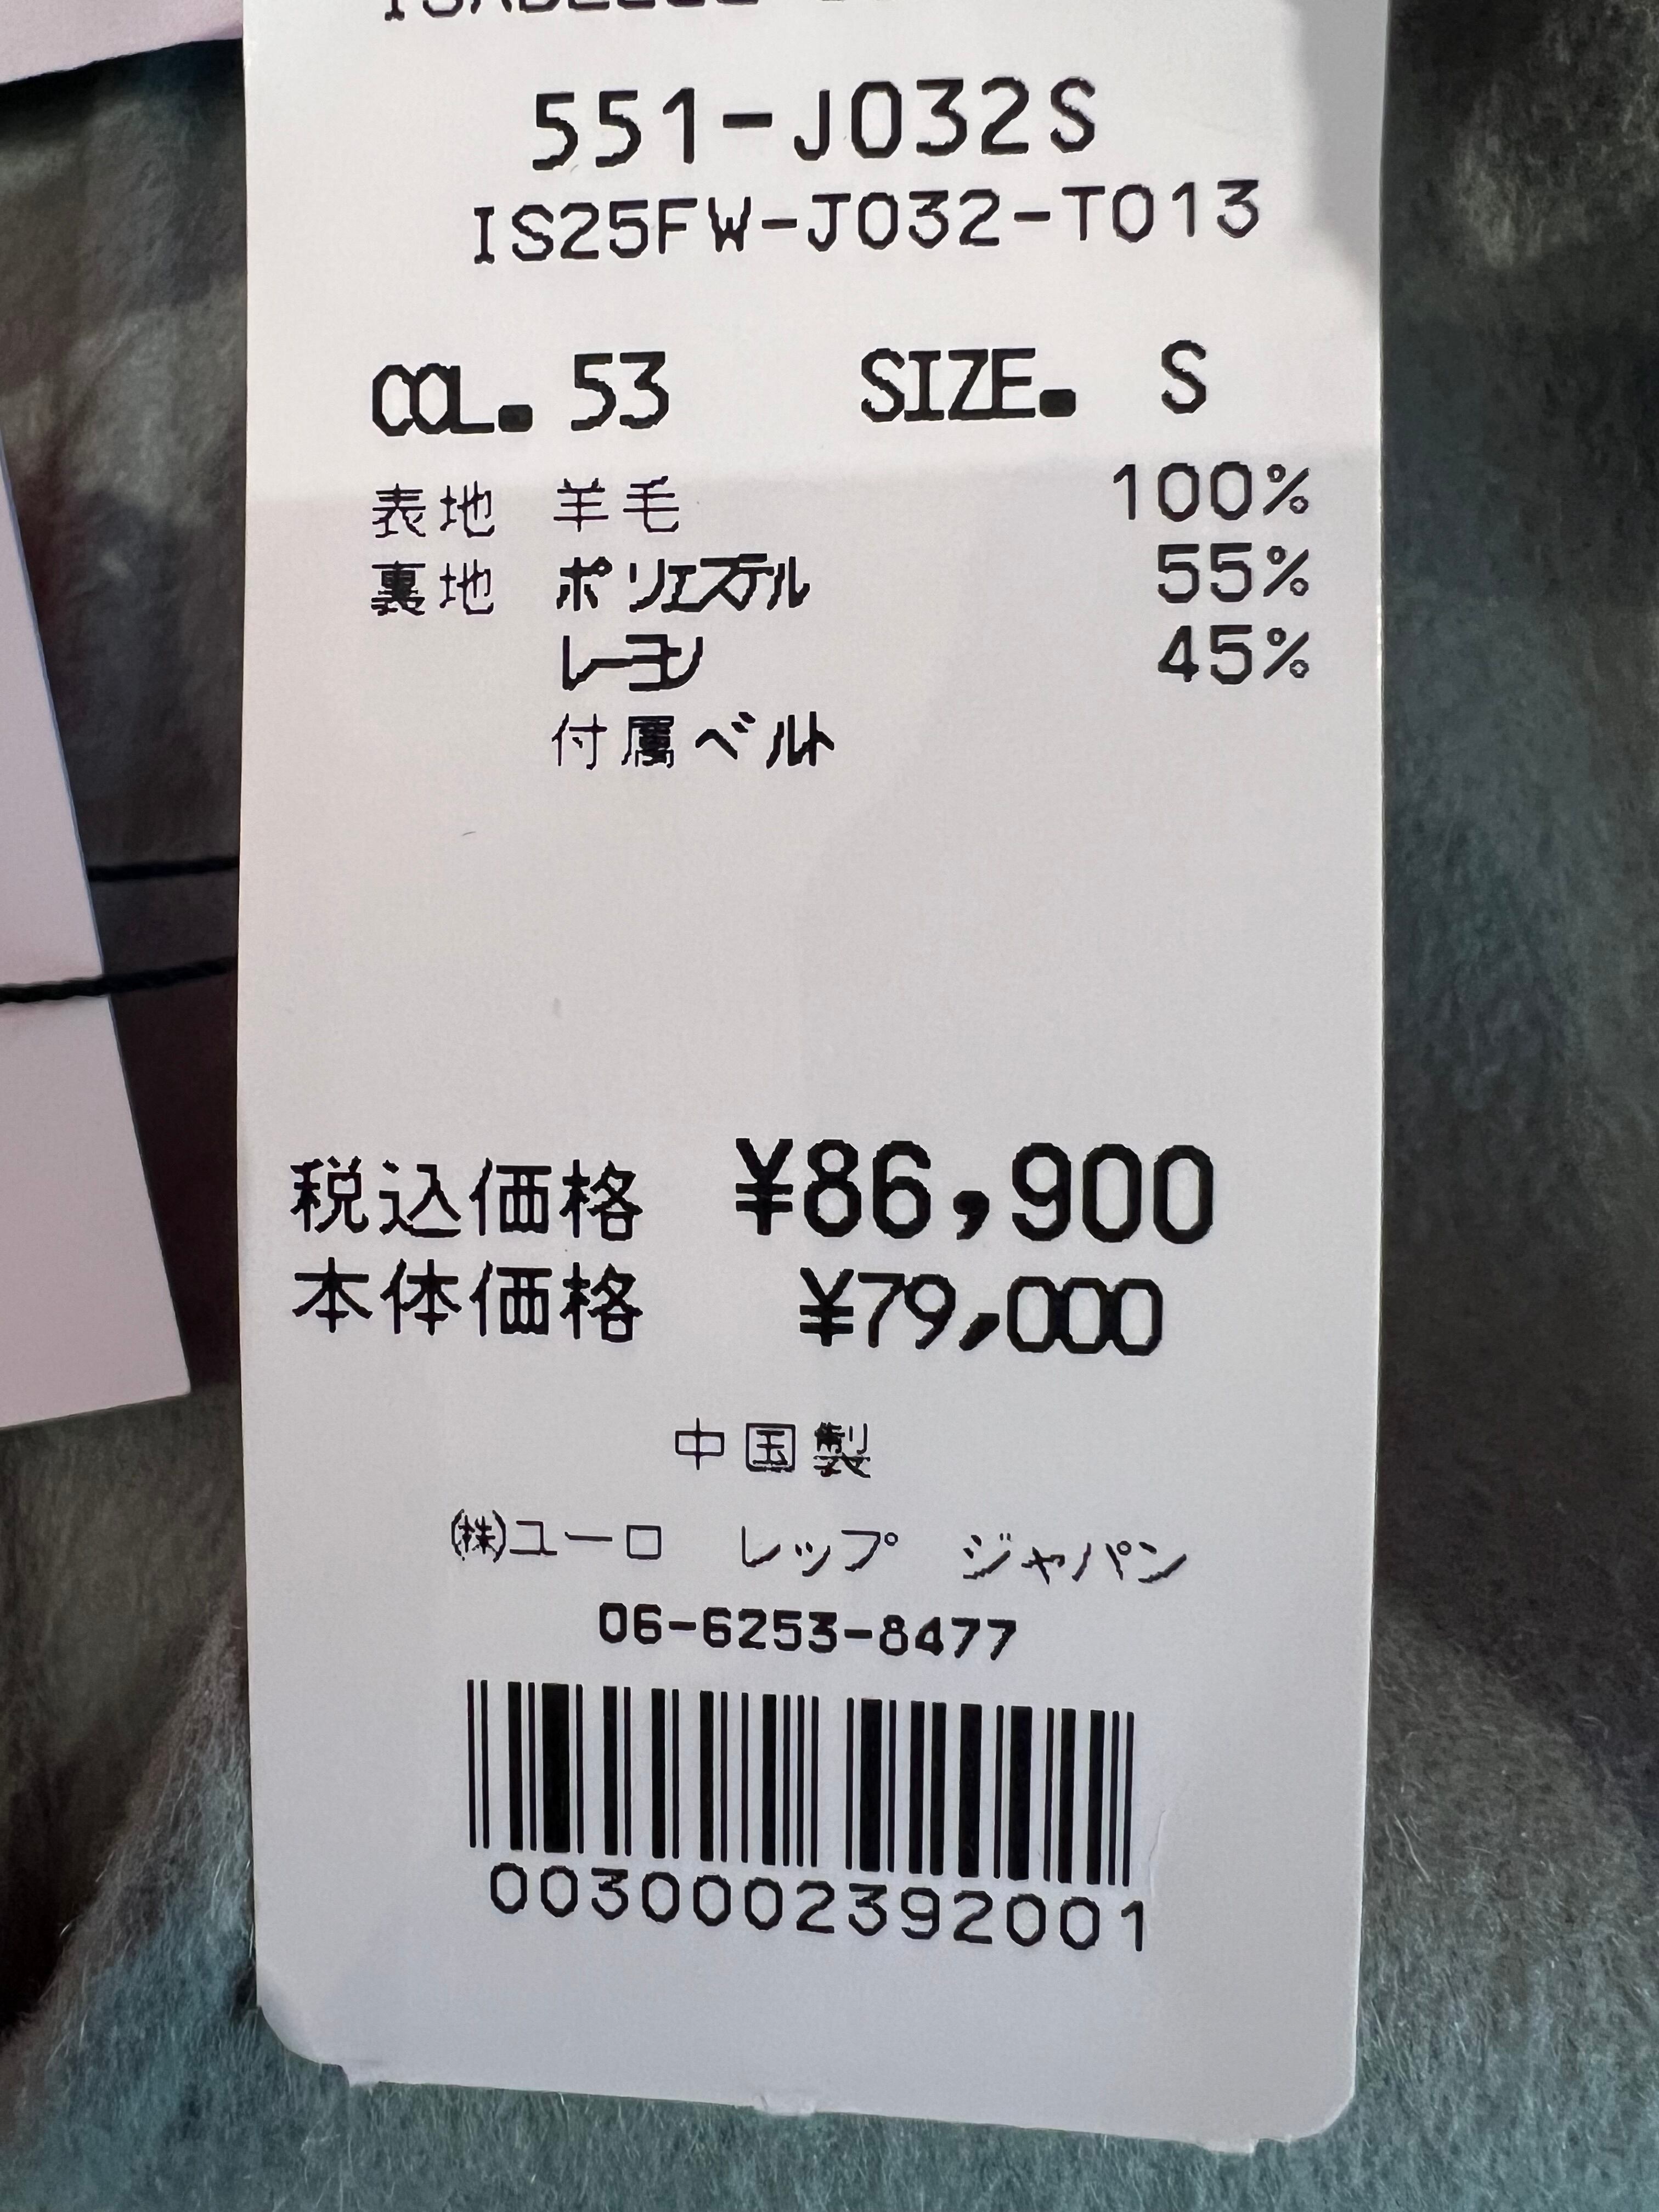 551-J032S
IS25FW-J032-T013
COL. 53 SIZE. S
表地 羊毛 100%
裏地 ポリエステル 55%
レーヨン 45%
付属ベルト
税込価格 ¥86,900
本体価格 ¥79,000
中国製
㈱ユーロ レップ ジャパン
06-6253-8477
0030002392001